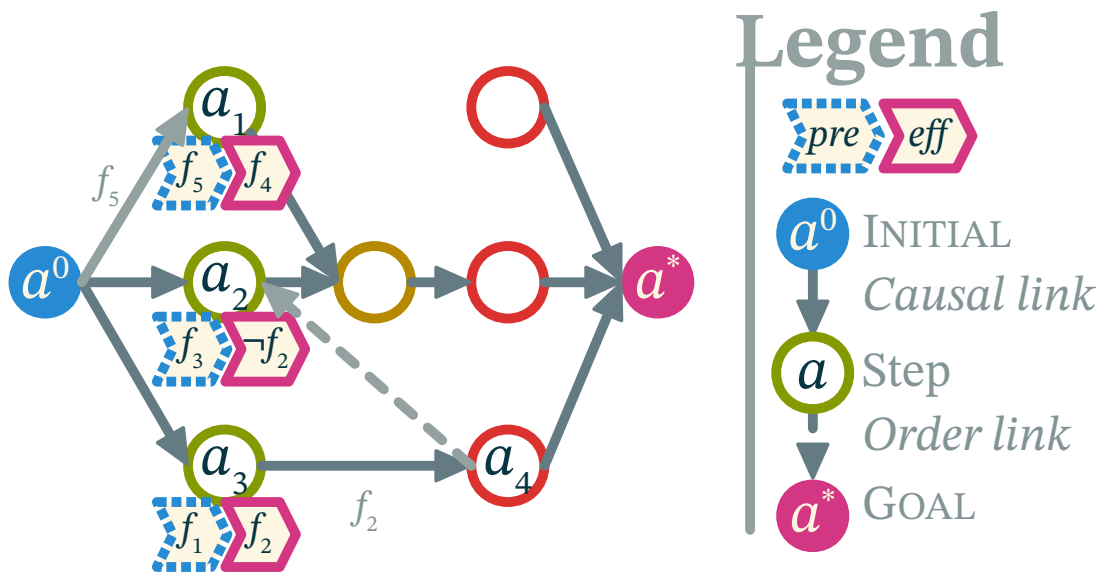 Legend
a⁰
a₁
f₅
f₄
f₅
a₂
f₃
¬f₂
a₃
f₁
f₂
f₂
a₄
a*
pre
eff
a⁰ INITIAL
Causal link
a Step
Order link
a* GOAL